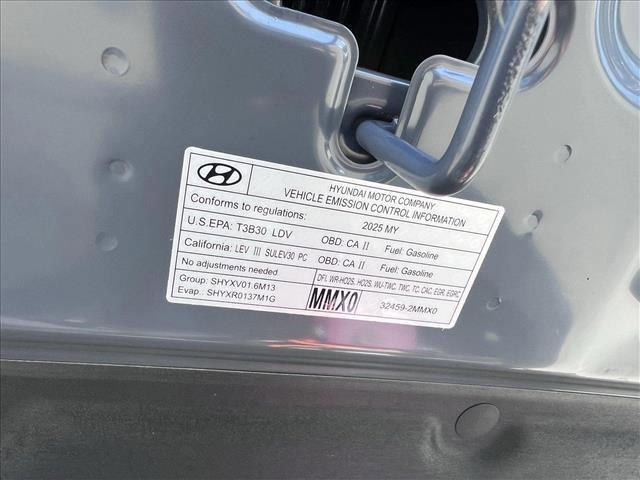 HYUNDAI MOTOR COMPANY
VEHICLE EMISSION CONTROL INFORMATION
Conforms to regulations: 2025 MY
U.S.EPA: T3B30 LDV OBD: CA II Fuel: Gasoline
California: LEV III SULEV30 PC OBD: CA II Fuel: Gasoline
No adjustments needed. DFI, WR-HO2S, HO2S, WU-TWC, TWC, TC, CAC, EGR, EGRC
Group: SHYXV01.6M13
Evap.: SHYXR0137M1G
MMX0 32459-2MMX0